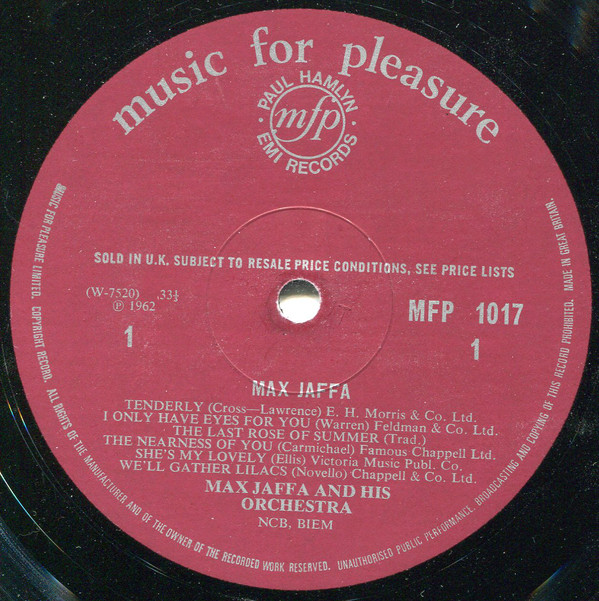 music for pleasure
PAUL HAMLYN
mfp
EMI RECORDS
SOLD IN U.K. SUBJECT TO RESALE PRICE CONDITIONS, SEE PRICE LISTS
(W-7520) .33⅓
℗ 1962
MFP 1017
1
1
MAX JAFFA
TENDERLY (Cross—Lawrence) E. H. Morris & Co. Ltd.
I ONLY HAVE EYES FOR YOU (Warren) Feldman & Co. Ltd.
THE LAST ROSE OF SUMMER (Trad.)
THE NEARNESS OF YOU (Carmichael) Famous Chappell Ltd.
SHE'S MY LOVELY (Ellis) Victoria Music Publ. Co.
WE'LL GATHER LILACS (Novello) Chappell & Co. Ltd.
MAX JAFFA AND HIS
ORCHESTRA
NCB, BIEM
MUSIC FOR PLEASURE LIMITED. COPYRIGHT RECORD. ALL RIGHTS OF THE MANUFACTURER AND OF THE OWNER OF THE RECORDED WORK RESERVED. UNAUTHORISED PUBLIC PERFORMANCE, BROADCASTING AND COPYING OF THIS RECORD PROHIBITED. MADE IN GREAT BRITAIN.